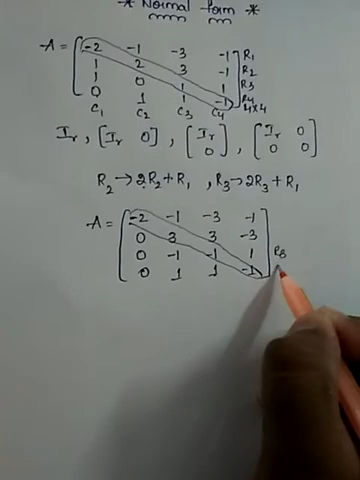 * Normal form *
A = [ -2 -1 -3 -1 ] R₁
1 2 3 -1 R₂
1 0 1 1 R₃
0 1 1 -1 R₄ 4×4
C₁ C₂ C₃ C₄
Iᵣ , [ Iᵣ 0 ] , [ Iᵣ 0 ] , [ Iᵣ 0 0 0 ]
R₂ → 2R₂ + R₁ , R₃ → 2R₃ + R₁
A = [ -2 -1 -3 -1 ]
0 3 3 -3
0 -1 -1 1 R₃
0 1 1 -1